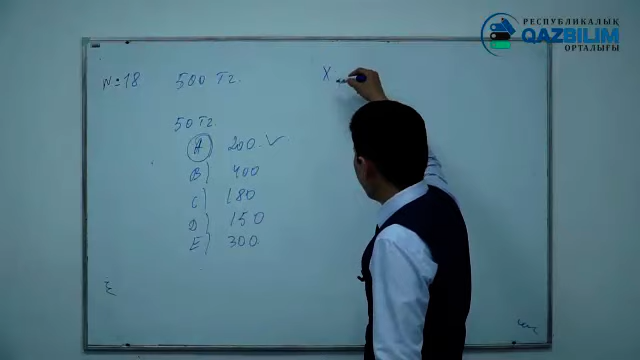 РЕСПУБЛИКАЛЫҚ
QAZBILIM
ОРТАЛЫҒЫ
№18 500 тг.
X
50 тг.
A 200.
B) 400
C) 180
D) 150
E) 300